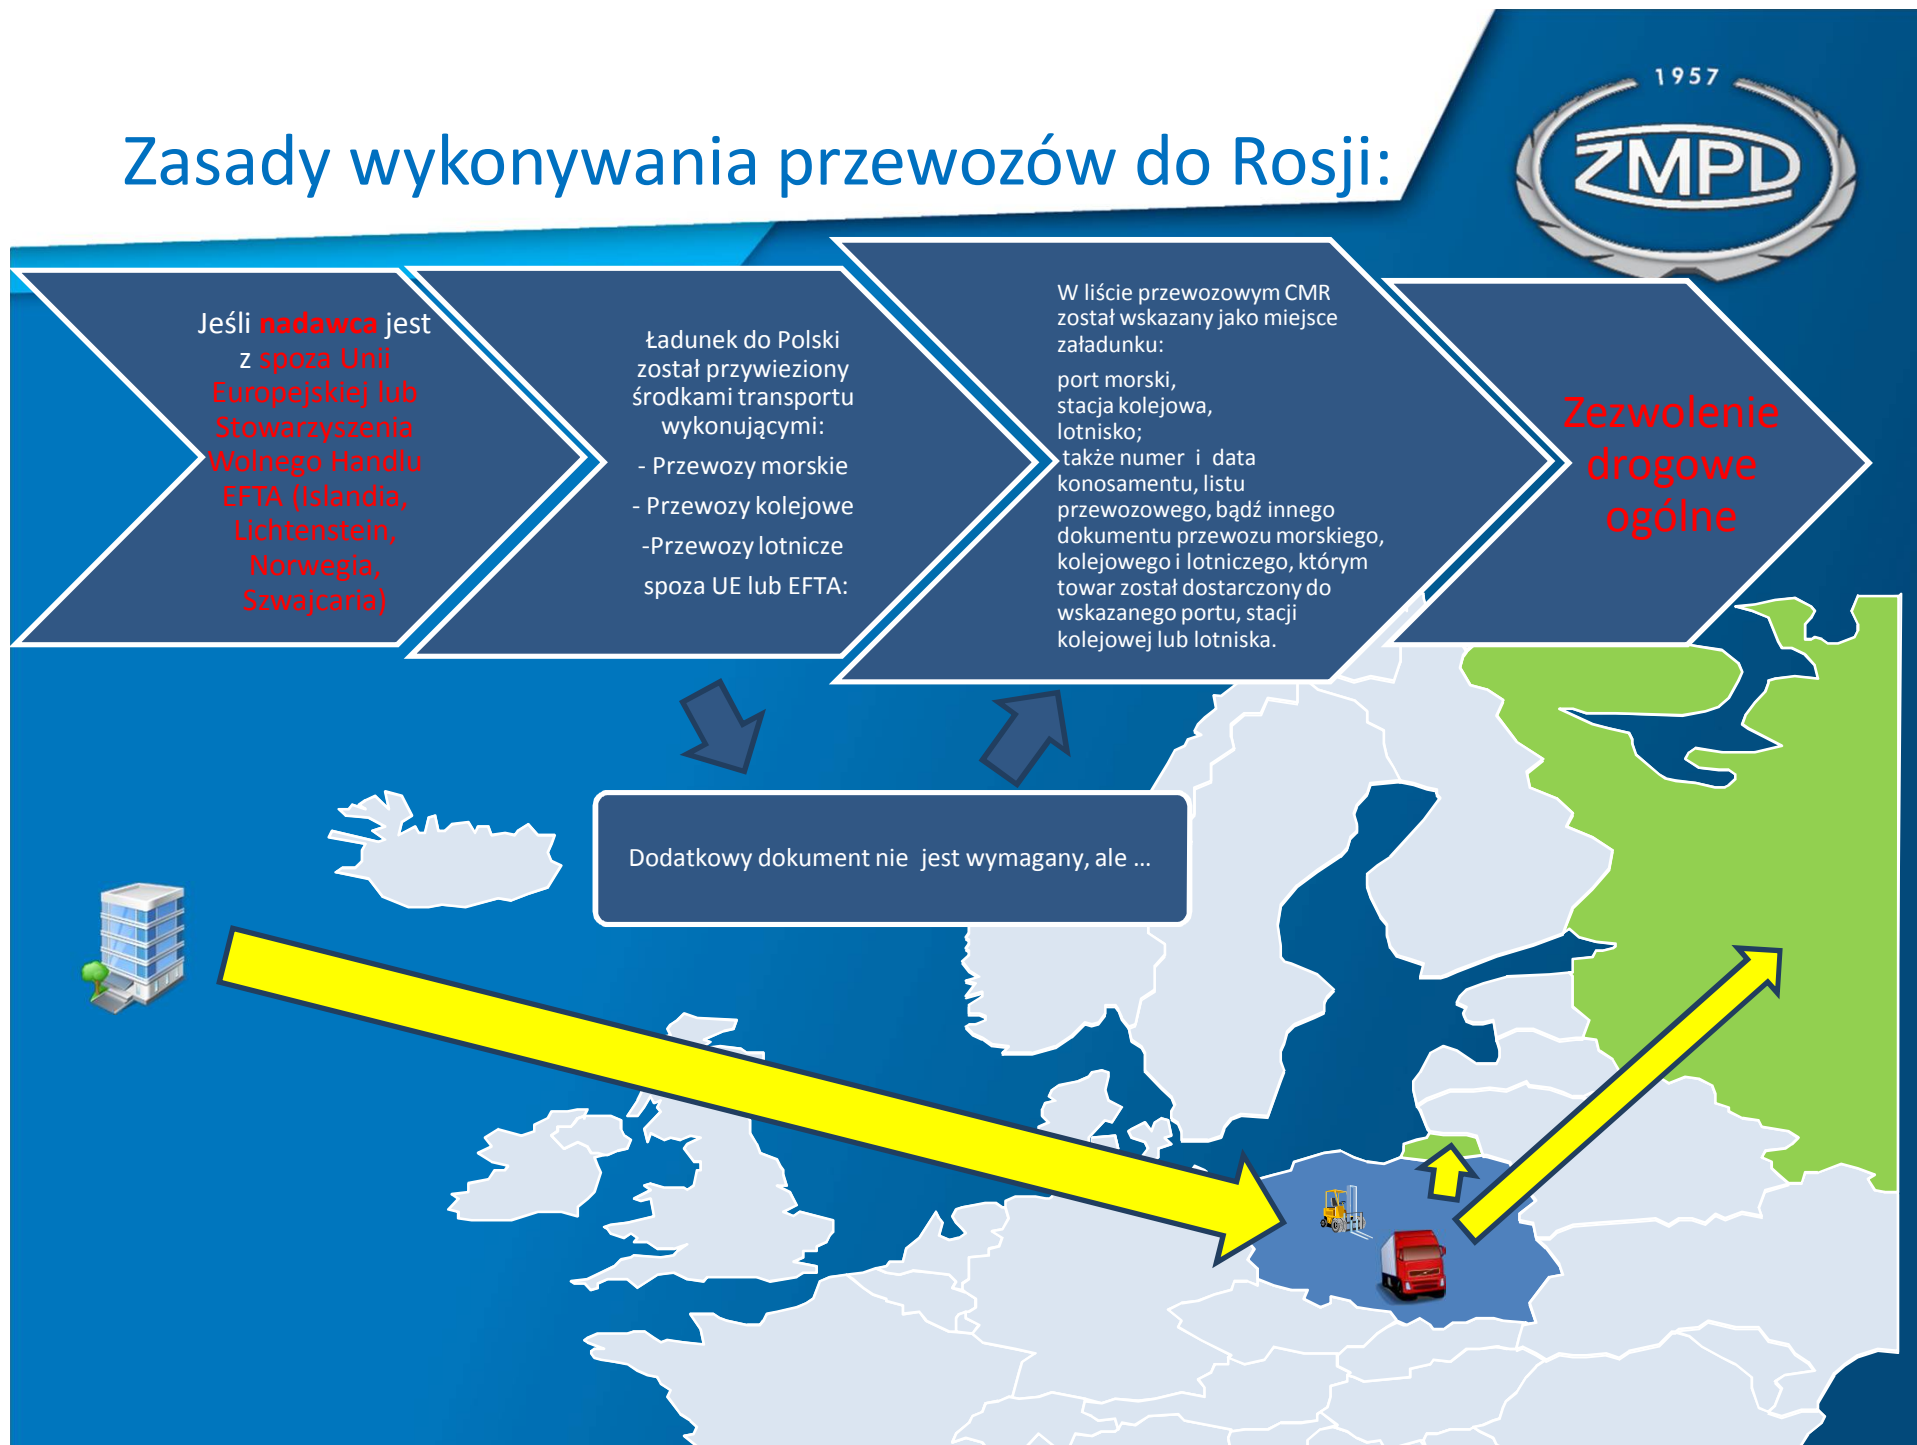 1957
ZMPD
Zasady wykonywania przewozów do Rosji:
Jeśli nadawca jest
z spoza Unii
Europejskiej lub
Stowarzyszenia
Wolnego Handlu
EFTA (Islandia,
Lichtenstein,
Norwegia,
Szwajcaria)
Ładunek do Polski
został przywieziony
środkami transportu
wykonującymi:
- Przewozy morskie
- Przewozy kolejowe
-Przewozy lotnicze
spoza UE lub EFTA:
W liście przewozowym CMR
został wskazany jako miejsce
załadunku:
port morski,
stacja kolejowa,
lotnisko;
także numer i data
konosamentu, listu
przewozowego, bądź innego
dokumentu przewozu morskiego,
kolejowego i lotniczego, którym
towar został dostarczony do
wskazanego portu, stacji
kolejowej lub lotniska.
Zezwolenie
drogowe
ogólne
Dodatkowy dokument nie jest wymagany, ale ...